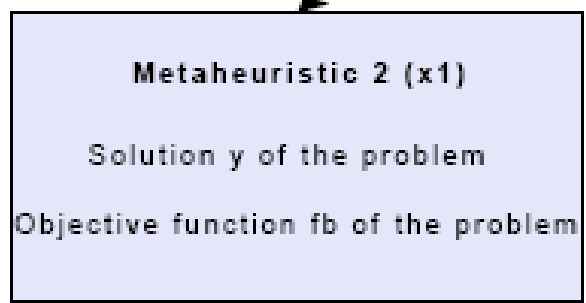 Metaheuristic 2 (x1)
Solution y of the problem
Objective function fb of the problem